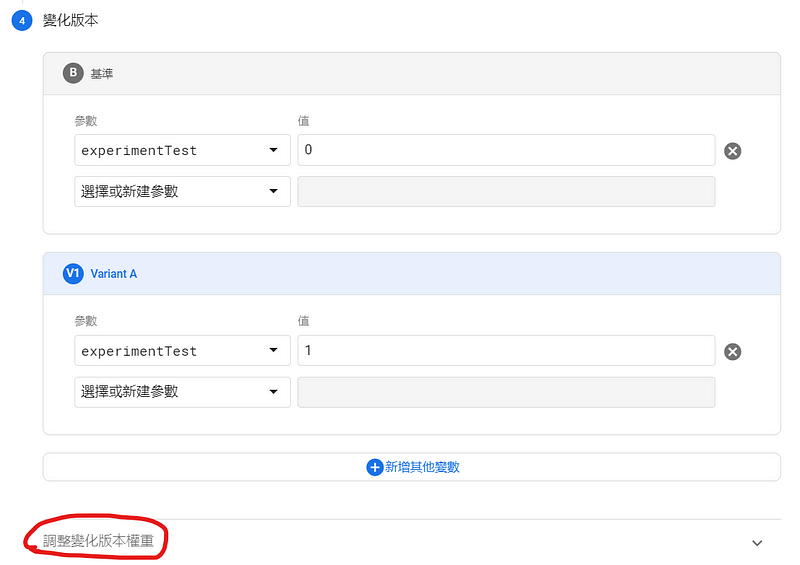 4 變化版本
B 基準
參數 值
experimentTest 0
選擇或新建參數
V1 Variant A
參數 值
experimentTest 1
選擇或新建參數
新增其他變數
調整變化版本權重